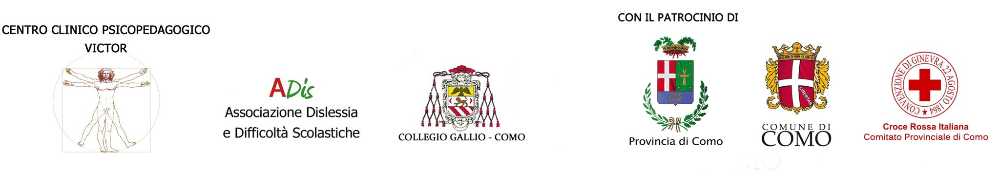 CENTRO CLINICO PSICOPEDAGOGICO
VICTOR
ADis
Associazione Dislessia
e Difficoltà Scolastiche
COLLEGIO GALLIO - COMO
CON IL PATROCINIO DI
Provincia di Como
LIBERTAS
COMUNE DI
COMO
CONVENZIONE DI GINEVRA 22 AGOSTO 1864
Croce Rossa Italiana
Comitato Provinciale di Como